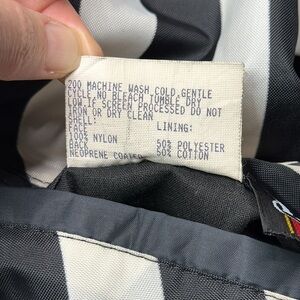 200 MACHINE WASH COLD,GENTLE
CYCLE,NO BLEACH,TUMBLE DRY
LOW.IF SCREEN PROCESSED DO NOT
IRON OR DRY CLEAN
SHELL:
FACE LINING:
100% NYLON
BACK 50% POLYESTER
NEOPRENE COATED 50% COTTON